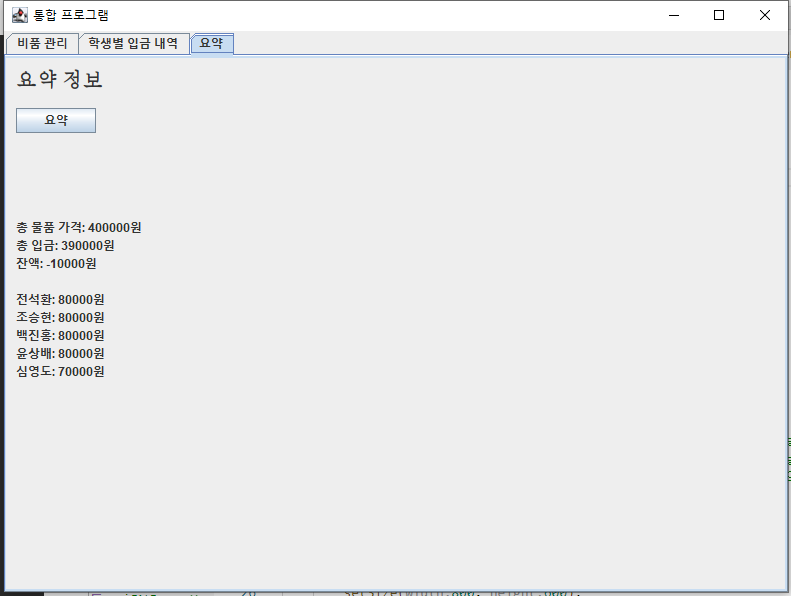 통합 프로그램
비품 관리 학생별 입금 내역 요약
요약 정보
요약
총 물품 가격: 400000원
총 입금: 390000원
잔액: -10000원
전석환: 80000원
조승현: 80000원
백진홍: 80000원
윤상배: 80000원
심영도: 70000원